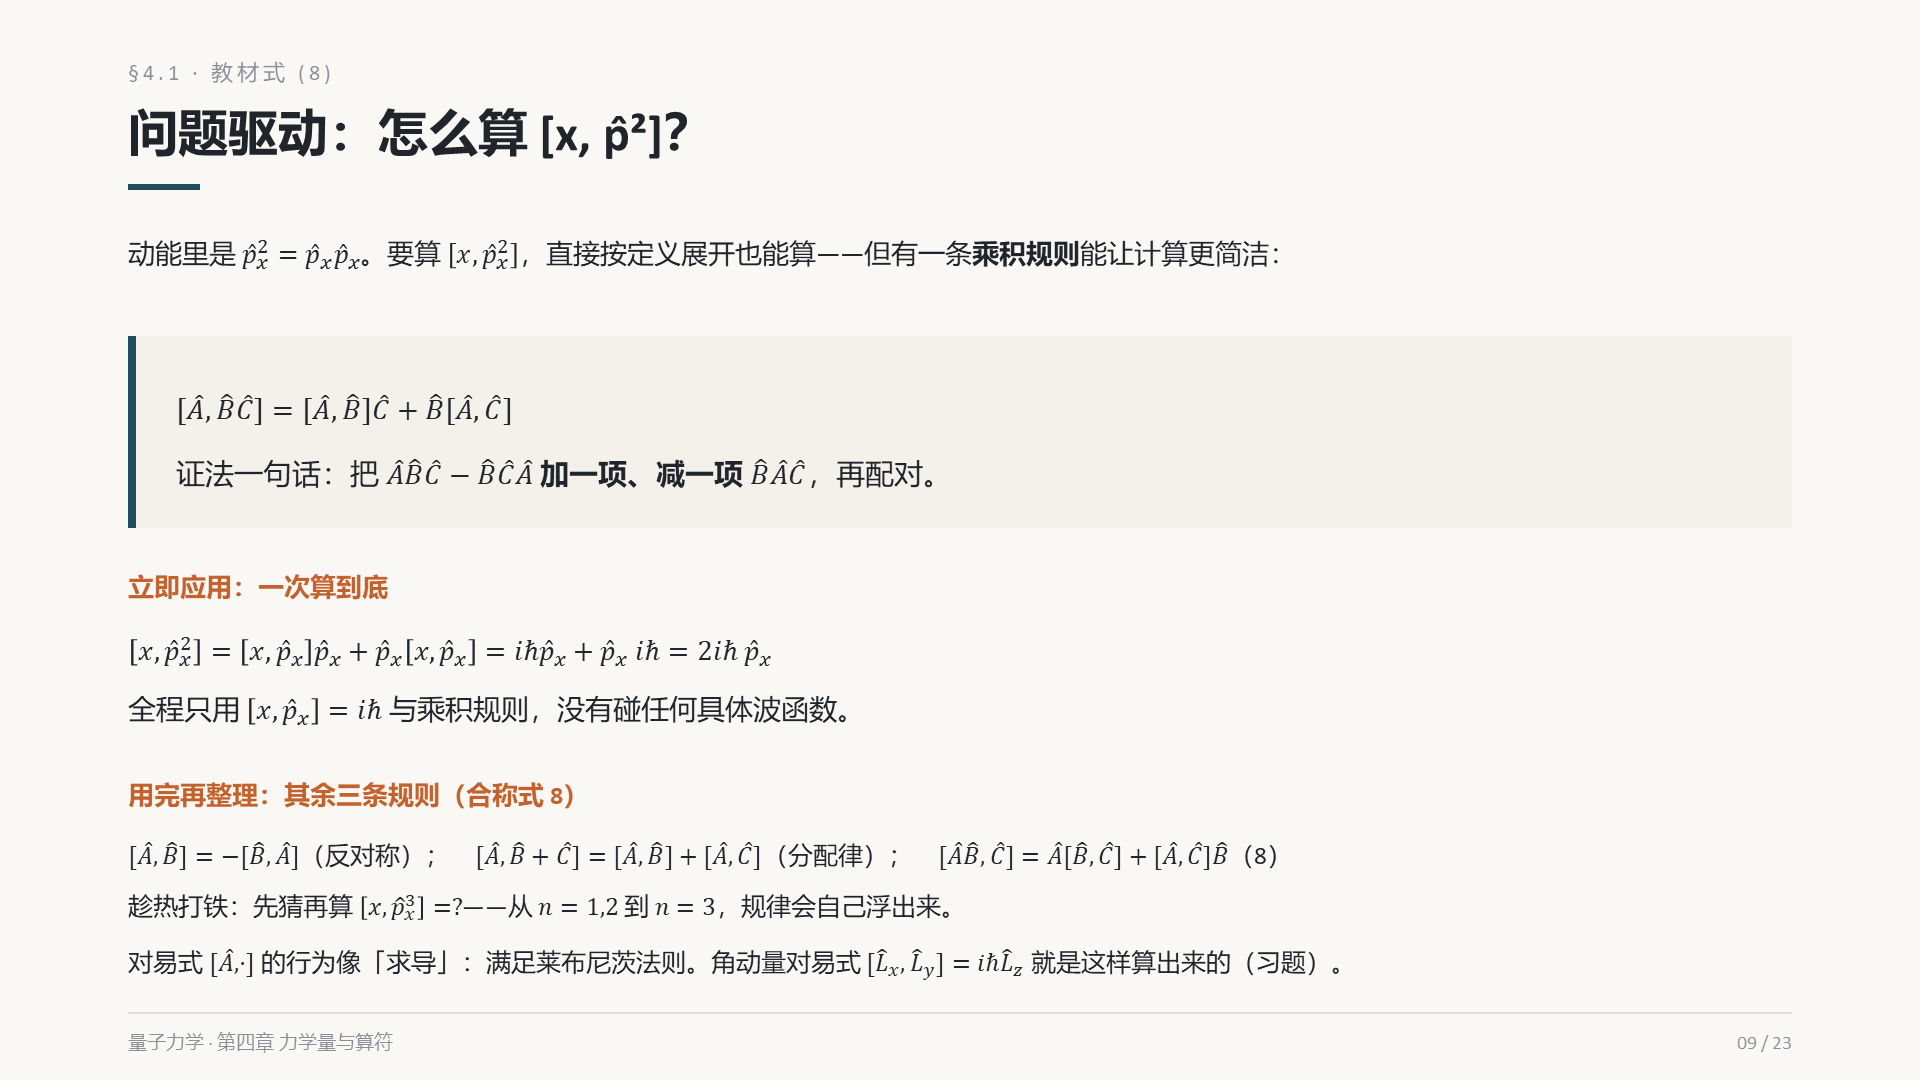 §4.1 · 教材式 (8)
问题驱动：怎么算 [x, p̂²]？
动能里是 p̂ₓ² = p̂ₓp̂ₓ。要算 [x, p̂ₓ²]，直接按定义展开也能算——但有一条乘积规则能让计算更简洁：
[Â, B̂Ĉ] = [Â, B̂]Ĉ + B̂[Â, Ĉ]
证法一句话：把 ÂB̂Ĉ − B̂ĈÂ 加一项、减一项 B̂ÂĈ，再配对。
立即应用：一次算到底
[x, p̂ₓ²] = [x, p̂ₓ]p̂ₓ + p̂ₓ[x, p̂ₓ] = iħp̂ₓ + p̂ₓ iħ = 2iħ p̂ₓ
全程只用 [x, p̂ₓ] = iħ 与乘积规则，没有碰任何具体波函数。
用完再整理：其余三条规则（合称式 8）
[Â, B̂] = −[B̂, Â]（反对称）； [Â, B̂ + Ĉ] = [Â, B̂] + [Â, Ĉ]（分配律）； [ÂB̂, Ĉ] = Â[B̂, Ĉ] + [Â, Ĉ]B̂（8）
趁热打铁：先猜再算 [x, p̂ₓ³] =?——从 n = 1,2 到 n = 3，规律会自己浮出来。
对易式 [Â,·] 的行为像「求导」：满足莱布尼茨法则。角动量对易式 [L̂ₓ, L̂_y] = iħL̂_z 就是这样算出来的（习题）。
量子力学 · 第四章 力学量与算符
09 / 23